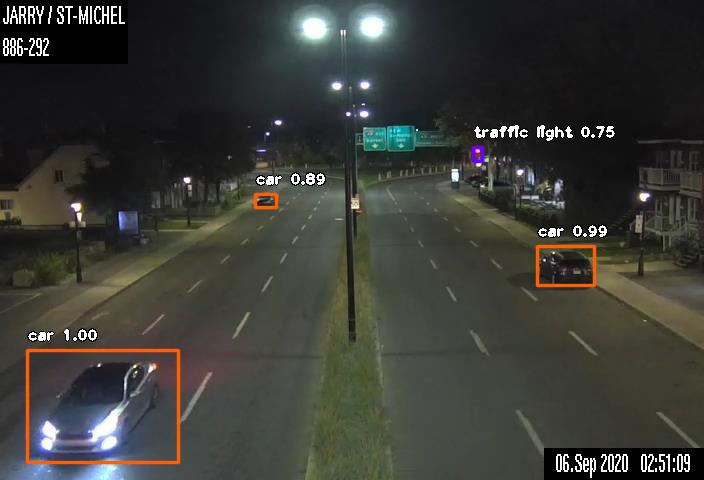 JARRY / ST-MICHEL
886-292
traffic light 0.75
car 0.89
car 0.99
car 1.00
06.Sep 2020 02:51:09